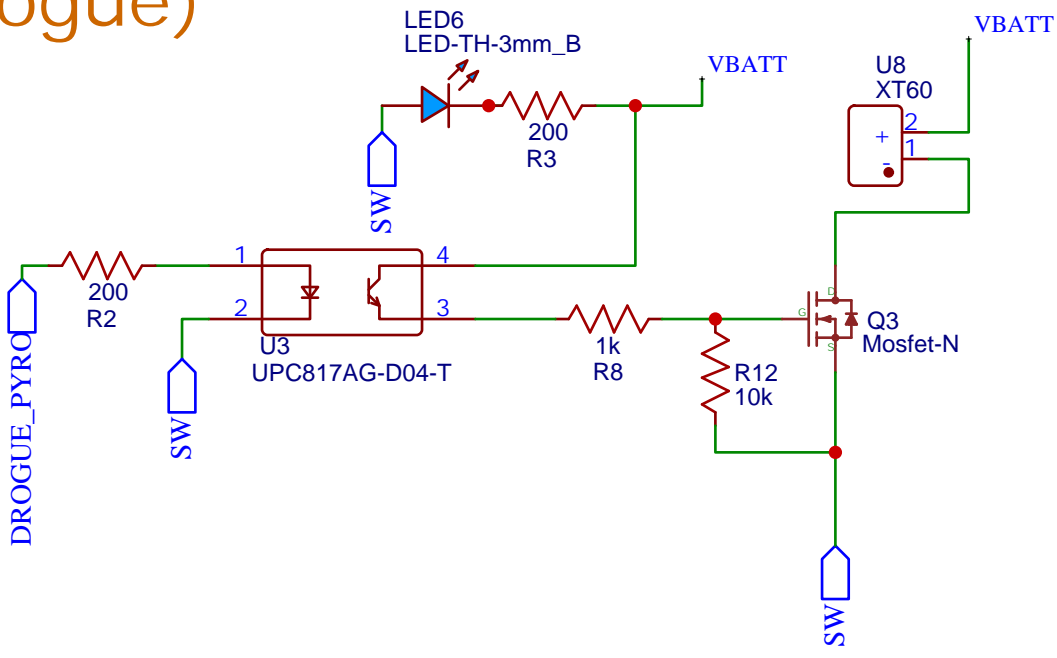 ogue)
LED6
LED-TH-3mm_B
VBATT
VBATT
U8
XT60
2
+
1
-
200
R3
SW
1
4
200
R2
2
3
U3
UPC817AG-D04-T
1k
R8
D
G
S
Q3
Mosfet-N
R12
10k
DROGUE_PYRO
SW
SW